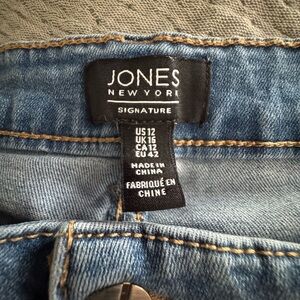 JONES
NEW YORK
SIGNATURE
US 12
UK 16
CA 12
EU 42
MADE IN
CHINA
FABRIQUÉ EN
CHINE